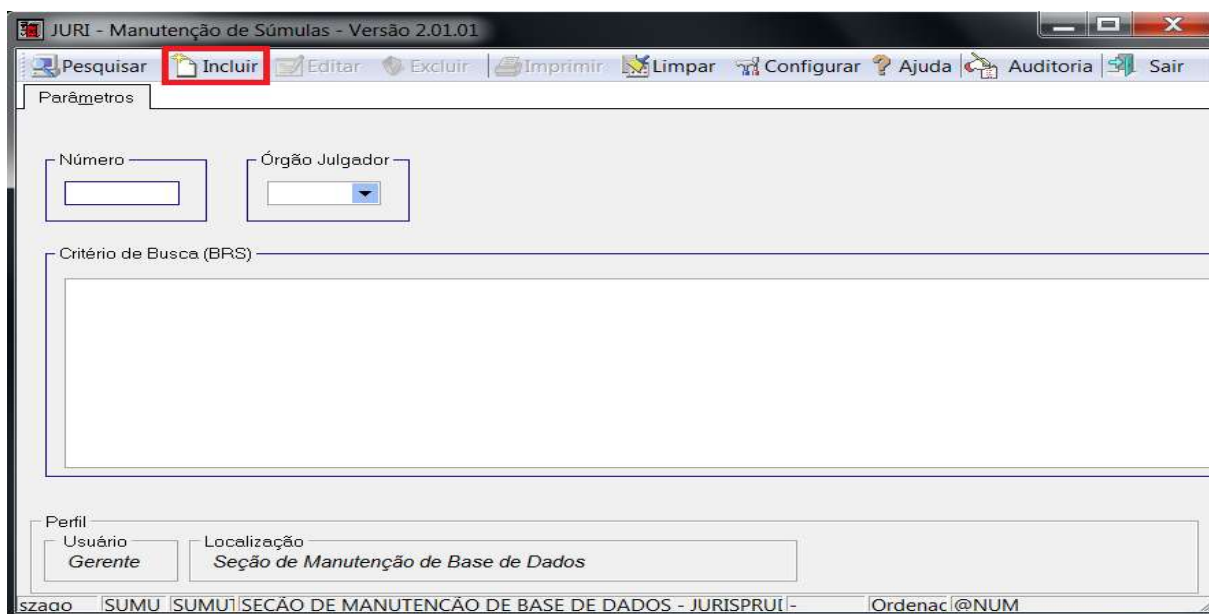 JURI - Manutenção de Súmulas - Versão 2.01.01
Pesquisar Incluir Editar Excluir Imprimir Limpar Configurar Ajuda Auditoria Sair
Parâmetros
Número Órgão Julgador
Critério de Busca (BRS)
Perfil
Usuário Localização
Gerente Seção de Manutenção de Base de Dados
szago SUMU SUMUT SEÇÃO DE MANUTENÇÃO DE BASE DE DADOS - JURISPRUI - Ordenac @NUM